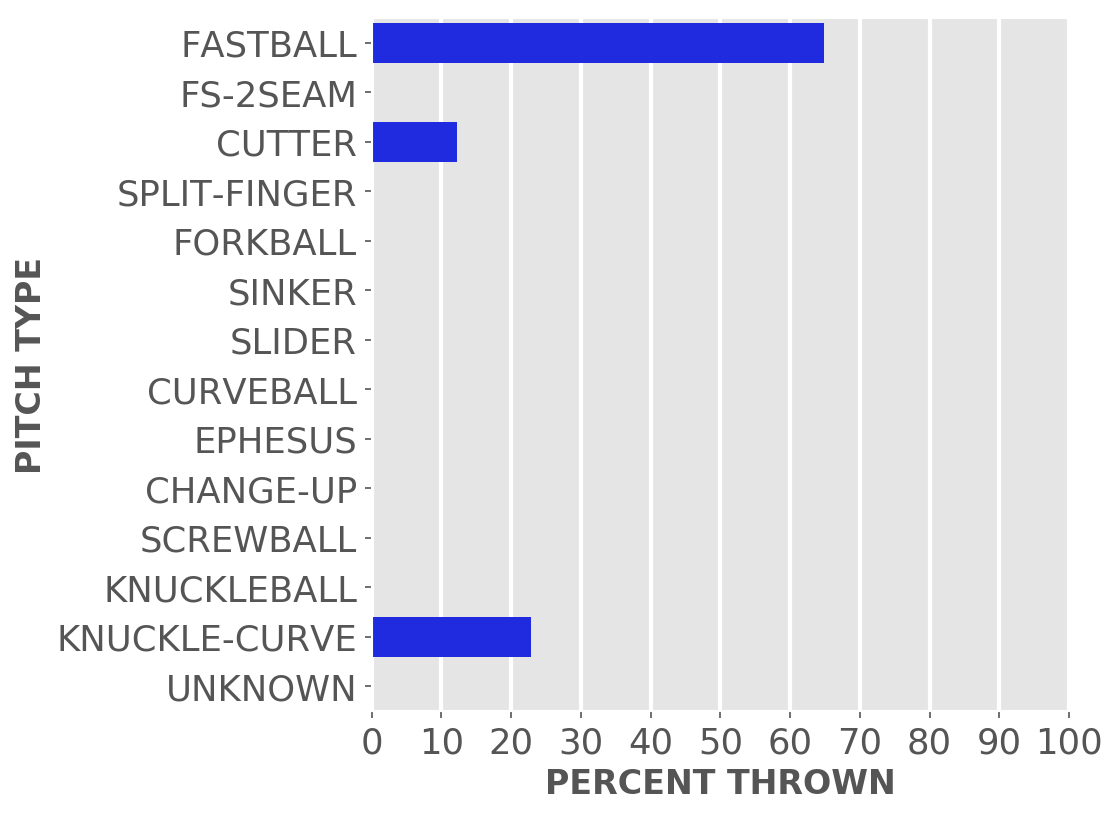 FASTBALL
FS-2SEAM
CUTTER
SPLIT-FINGER
FORKBALL
SINKER
SLIDER
CURVEBALL
EPHESUS
CHANGE-UP
SCREWBALL
KNUCKLEBALL
KNUCKLE-CURVE
UNKNOWN
PITCH TYPE
0 10 20 30 40 50 60 70 80 90 100
PERCENT THROWN